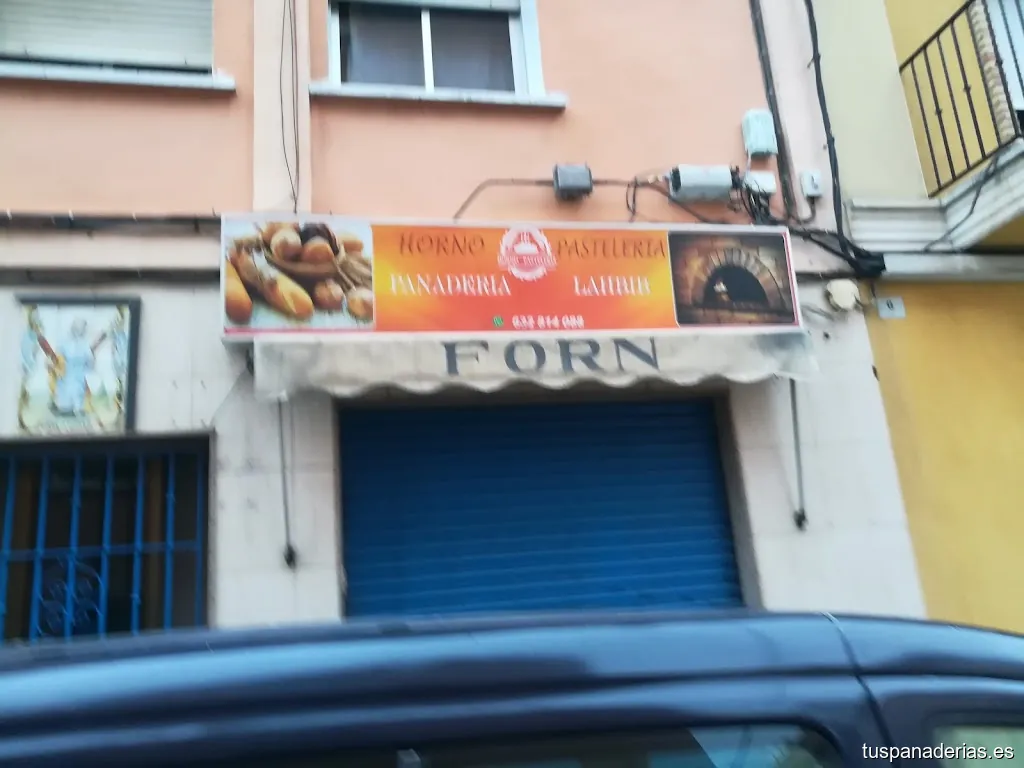 HORNO PASTELERIA
PANADERIA LAHBIB
FORN
tuspanaderias.es